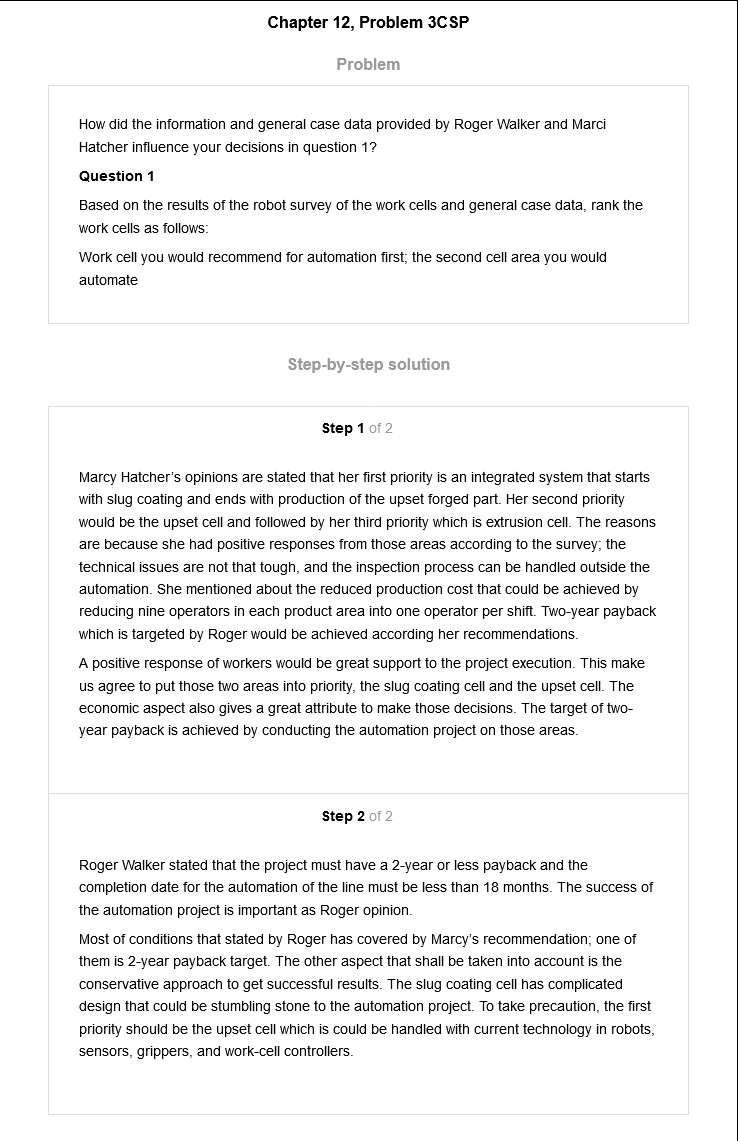 Chapter 12, Problem 3CSP
Problem
How did the information and general case data provided by Roger Walker and Marci
Hatcher influence your decisions in question 1?
Question 1
Based on the results of the robot survey of the work cells and general case data, rank the
work cells as follows:
Work cell you would recommend for automation first; the second cell area you would
automate
Step-by-step solution
Step 1 of 2
Marcy Hatcher's opinions are stated that her first priority is an integrated system that starts
with slug coating and ends with production of the upset forged part. Her second priority
would be the upset cell and followed by her third priority which is extrusion cell. The reasons
are because she had positive responses from those areas according to the survey; the
technical issues are not that tough, and the inspection process can be handled outside the
automation. She mentioned about the reduced production cost that could be achieved by
reducing nine operators in each product area into one operator per shift. Two-year payback
which is targeted by Roger would be achieved according her recommendations.
A positive response of workers would be great support to the project execution. This make
us agree to put those two areas into priority, the slug coating cell and the upset cell. The
economic aspect also gives a great attribute to make those decisions. The target of two-
year payback is achieved by conducting the automation project on those areas.
Step 2 of 2
Roger Walker stated that the project must have a 2-year or less payback and the
completion date for the automation of the line must be less than 18 months. The success of
the automation project is important as Roger opinion.
Most of conditions that stated by Roger has covered by Marcy's recommendation; one of
them is 2-year payback target. The other aspect that shall be taken into account is the
conservative approach to get successful results. The slug coating cell has complicated
design that could be stumbling stone to the automation project. To take precaution, the first
priority should be the upset cell which is could be handled with current technology in robots,
sensors, grippers, and work-cell controllers.